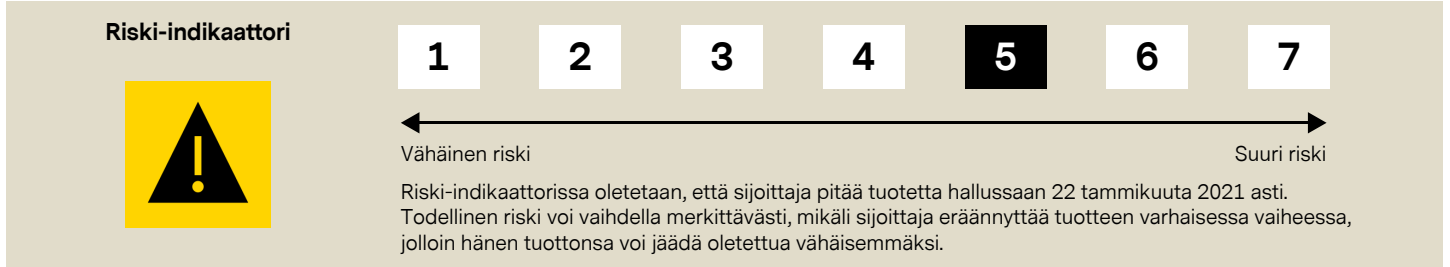 Riski-indikaattori
1 2 3 4 5 6 7
Vähäinen riski Suuri riski
Riski-indikaattorissa oletetaan, että sijoittaja pitää tuotetta hallussaan 22 tammikuuta 2021 asti.
Todellinen riski voi vaihdella merkittävästi, mikäli sijoittaja eräännyttää tuotteen varhaisessa vaiheessa,
jolloin hänen tuottonsa voi jäädä oletettua vähäisemmäksi.